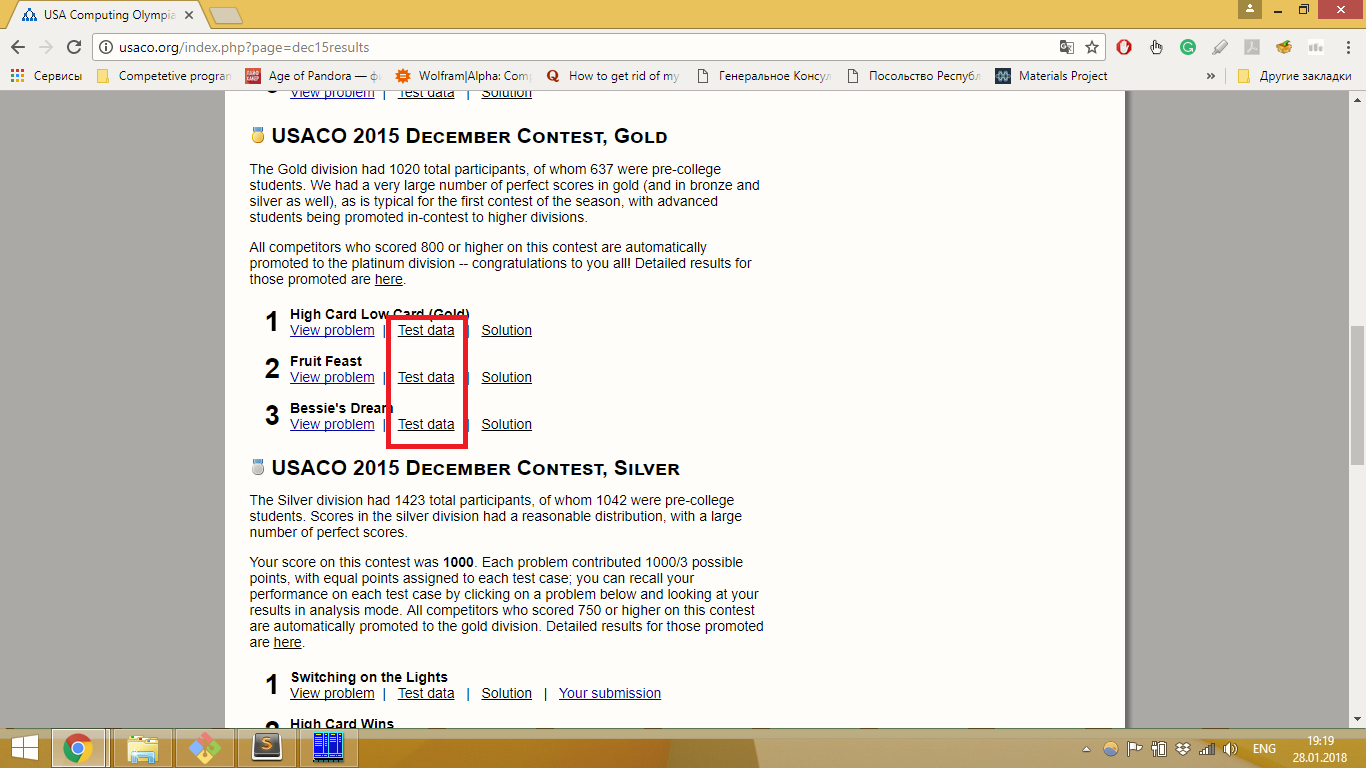 USA Computing Olympia
usaco.org/index.php?page=dec15results
Сервисы
Competetive progran
Age of Pandora — ф
Wolfram|Alpha: Com
How to get rid of my
Генеральное Консул
Посольство Республ
Materials Project
»
Другие закладки
View problem | Test data | Solution
USACO 2015 December Contest, Gold
The Gold division had 1020 total participants, of whom 637 were pre-college
students. We had a very large number of perfect scores in gold (and in bronze and
silver as well), as is typical for the first contest of the season, with advanced
students being promoted in-contest to higher divisions.
All competitors who scored 800 or higher on this contest are automatically
promoted to the platinum division -- congratulations to you all! Detailed results for
those promoted are here.
1
High Card Low Card (Gold)
View problem | Test data | Solution
2
Fruit Feast
View problem | Test data | Solution
3
Bessie's Dream
View problem | Test data | Solution
USACO 2015 December Contest, Silver
The Silver division had 1423 total participants, of whom 1042 were pre-college
students. Scores in the silver division had a reasonable distribution, with a large
number of perfect scores.
Your score on this contest was 1000. Each problem contributed 1000/3 possible
points, with equal points assigned to each test case; you can recall your
performance on each test case by clicking on a problem below and looking at your
results in analysis mode. All competitors who scored 750 or higher on this contest
are automatically promoted to the gold division. Detailed results for those promoted
are here.
1
Switching on the Lights
View problem | Test data | Solution | Your submission
High Card Wins
ENG
19:19
28.01.2018